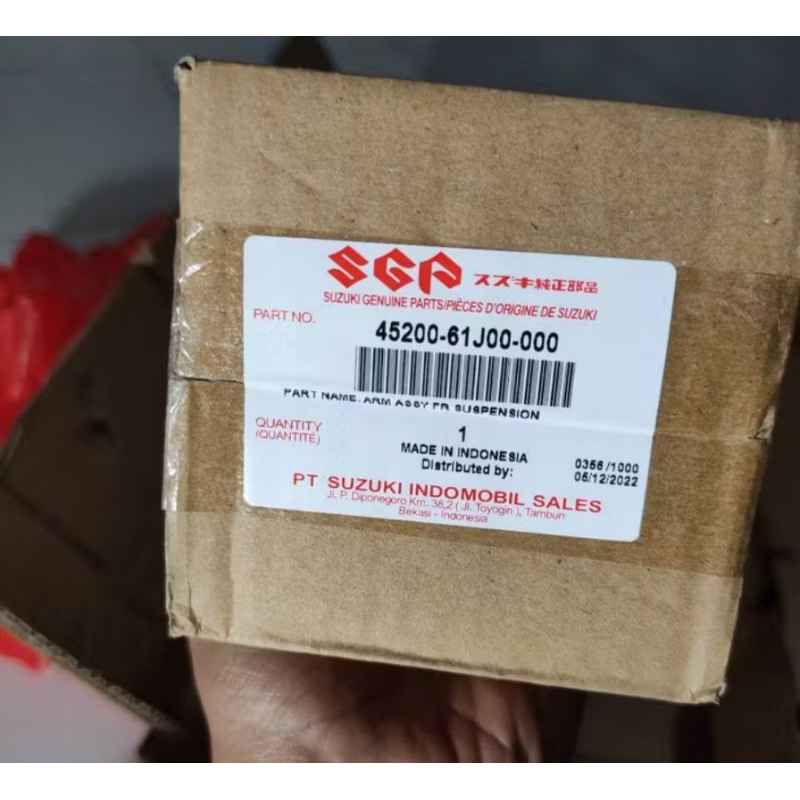 SGP スズキ純正部品
SUZUKI GENUINE PARTS/PIÈCES D'ORIGINE DE SUZUKI
PART NO. 45200-61J00-000
PART NAME: ARM ASSY FR SUSPENSION
QUANTITY 1
(QUANTITÉ)
MADE IN INDONESIA
Distributed by:
0356/1000
06/12/2022
PT SUZUKI INDOMOBIL SALES
Jl. P. Diponegoro Km. 38,2 ( Jl. Toyogiri ), Tambun
Bekasi - Indonesia